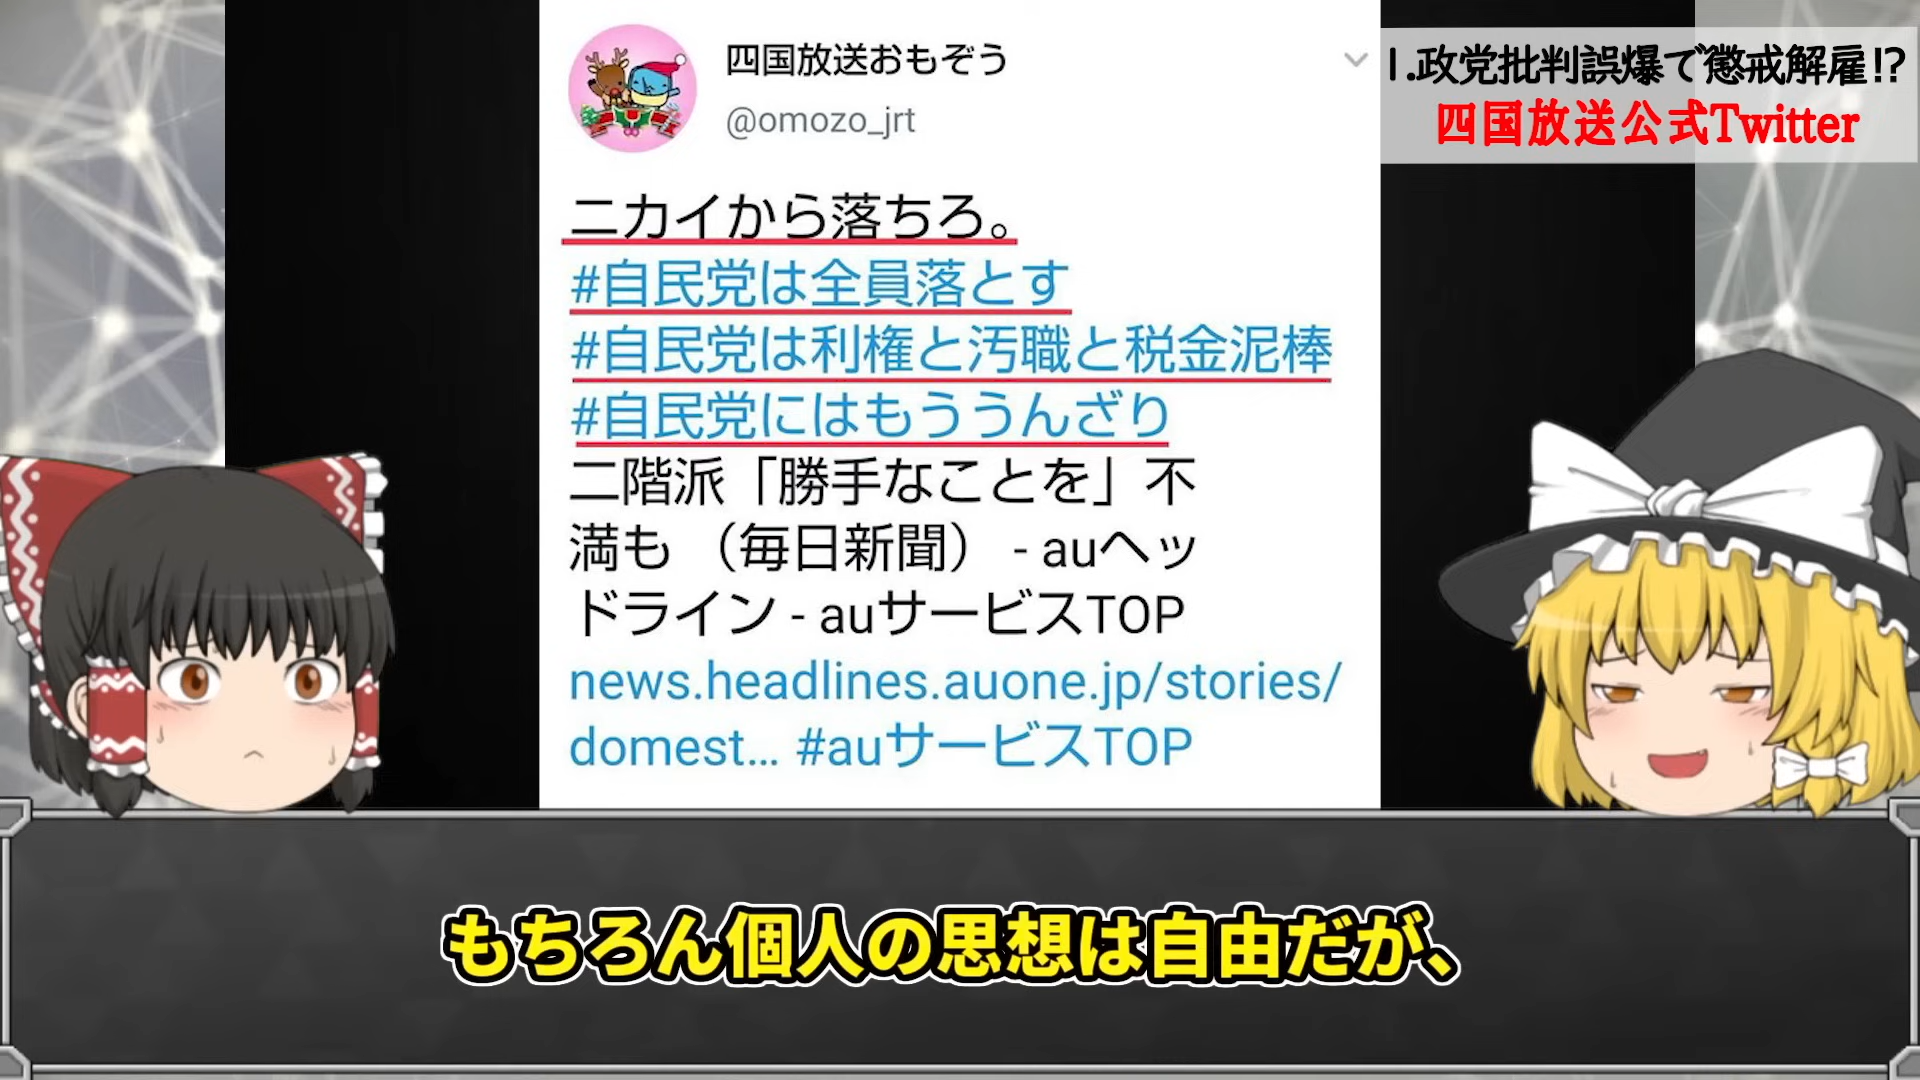 四国放送おもぞう
@omozo_jrt
1.政党批判誤爆で懲戒解雇!?
四国放送公式Twitter
ニカイから落ちろ。
#自民党は全員落とす
#自民党は利権と汚職と税金泥棒
#自民党にはもううんざり
二階派「勝手なことを」不
満も （毎日新聞） - auヘッ
ドライン - auサービスTOP
news.headlines.auone.jp/stories/
domest… #auサービスTOP
もちろん個人の思想は自由だが、